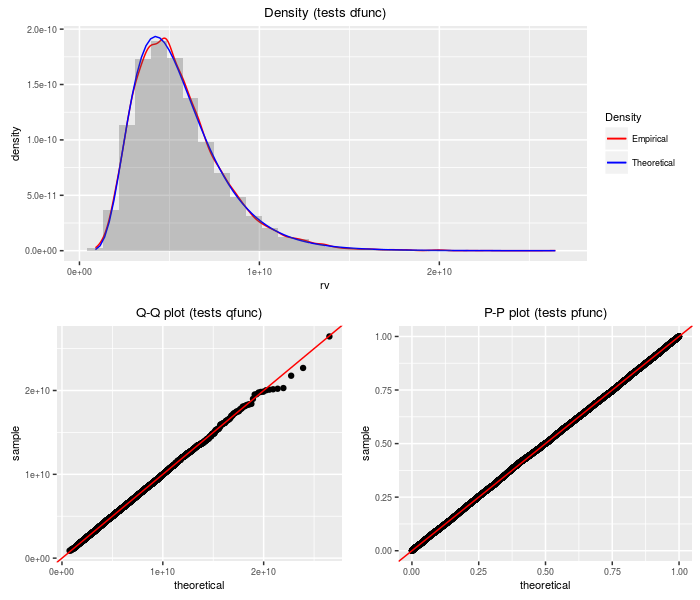 Density (tests dfunc)
2.0e-10
1.5e-10
1.0e-10
5.0e-11
0.0e+00
density
0e+00
1e+10
2e+10
rv
Density
Empirical
Theoretical
Q-Q plot (tests qfunc)
2e+10
1e+10
0e+00
sample
0e+00
1e+10
2e+10
theoretical
P-P plot (tests pfunc)
1.00
0.75
0.50
0.25
0.00
sample
0.00
0.25
0.50
0.75
1.00
theoretical